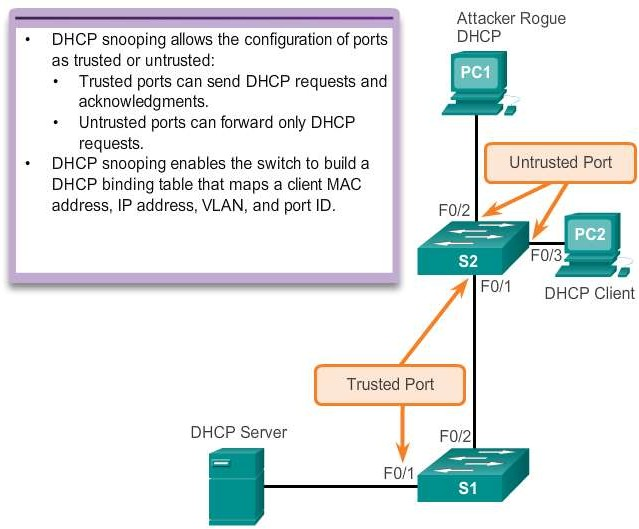 • DHCP snooping allows the configuration of ports
as trusted or untrusted:
• Trusted ports can send DHCP requests and
acknowledgments.
• Untrusted ports can forward only DHCP
requests.
• DHCP snooping enables the switch to build a
DHCP binding table that maps a client MAC
address, IP address, VLAN, and port ID.
Attacker Rogue
DHCP
PC1
Untrusted Port
F0/2
PC2
S2
F0/3
F0/1
DHCP Client
Trusted Port
DHCP Server
F0/2
F0/1
S1